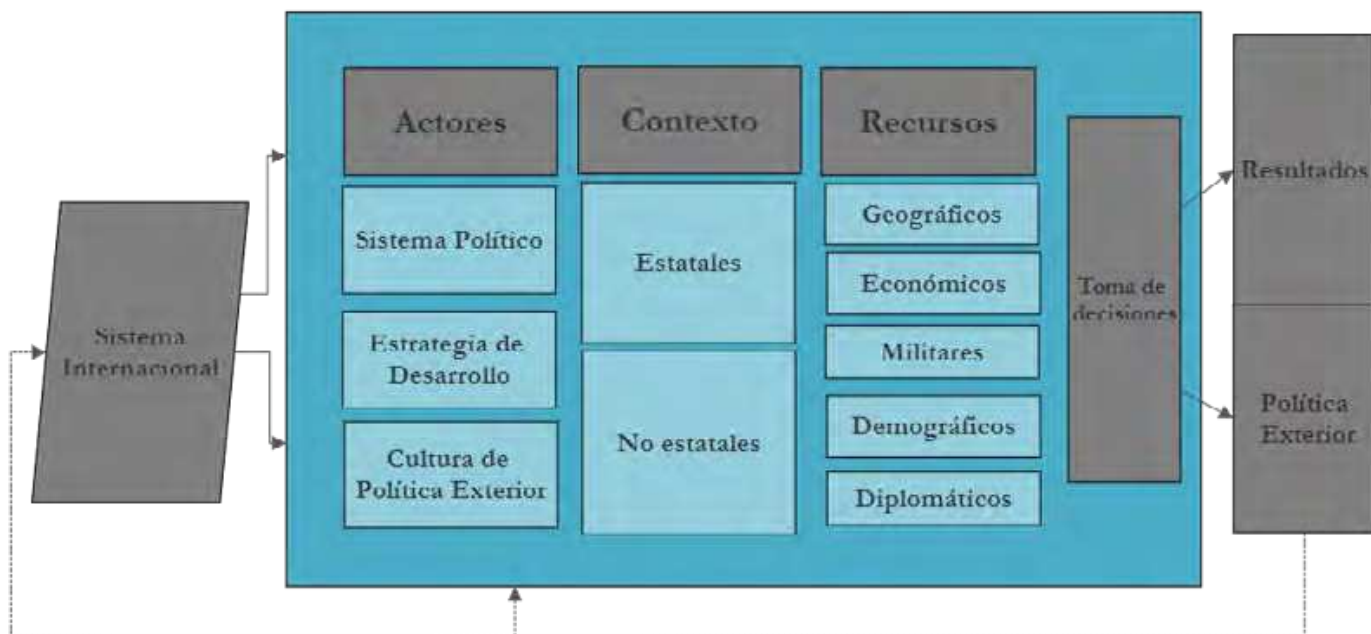 Sistema
Internacional
Actores
Sistema Político
Estrategia de
Desarrollo
Cultura de
Política Exterior
Contexto
Estatales
No estatales
Recursos
Geográficos
Económicos
Militares
Demográficos
Diplomáticos
Toma de
decisiones
Resultados
Política
Exterior